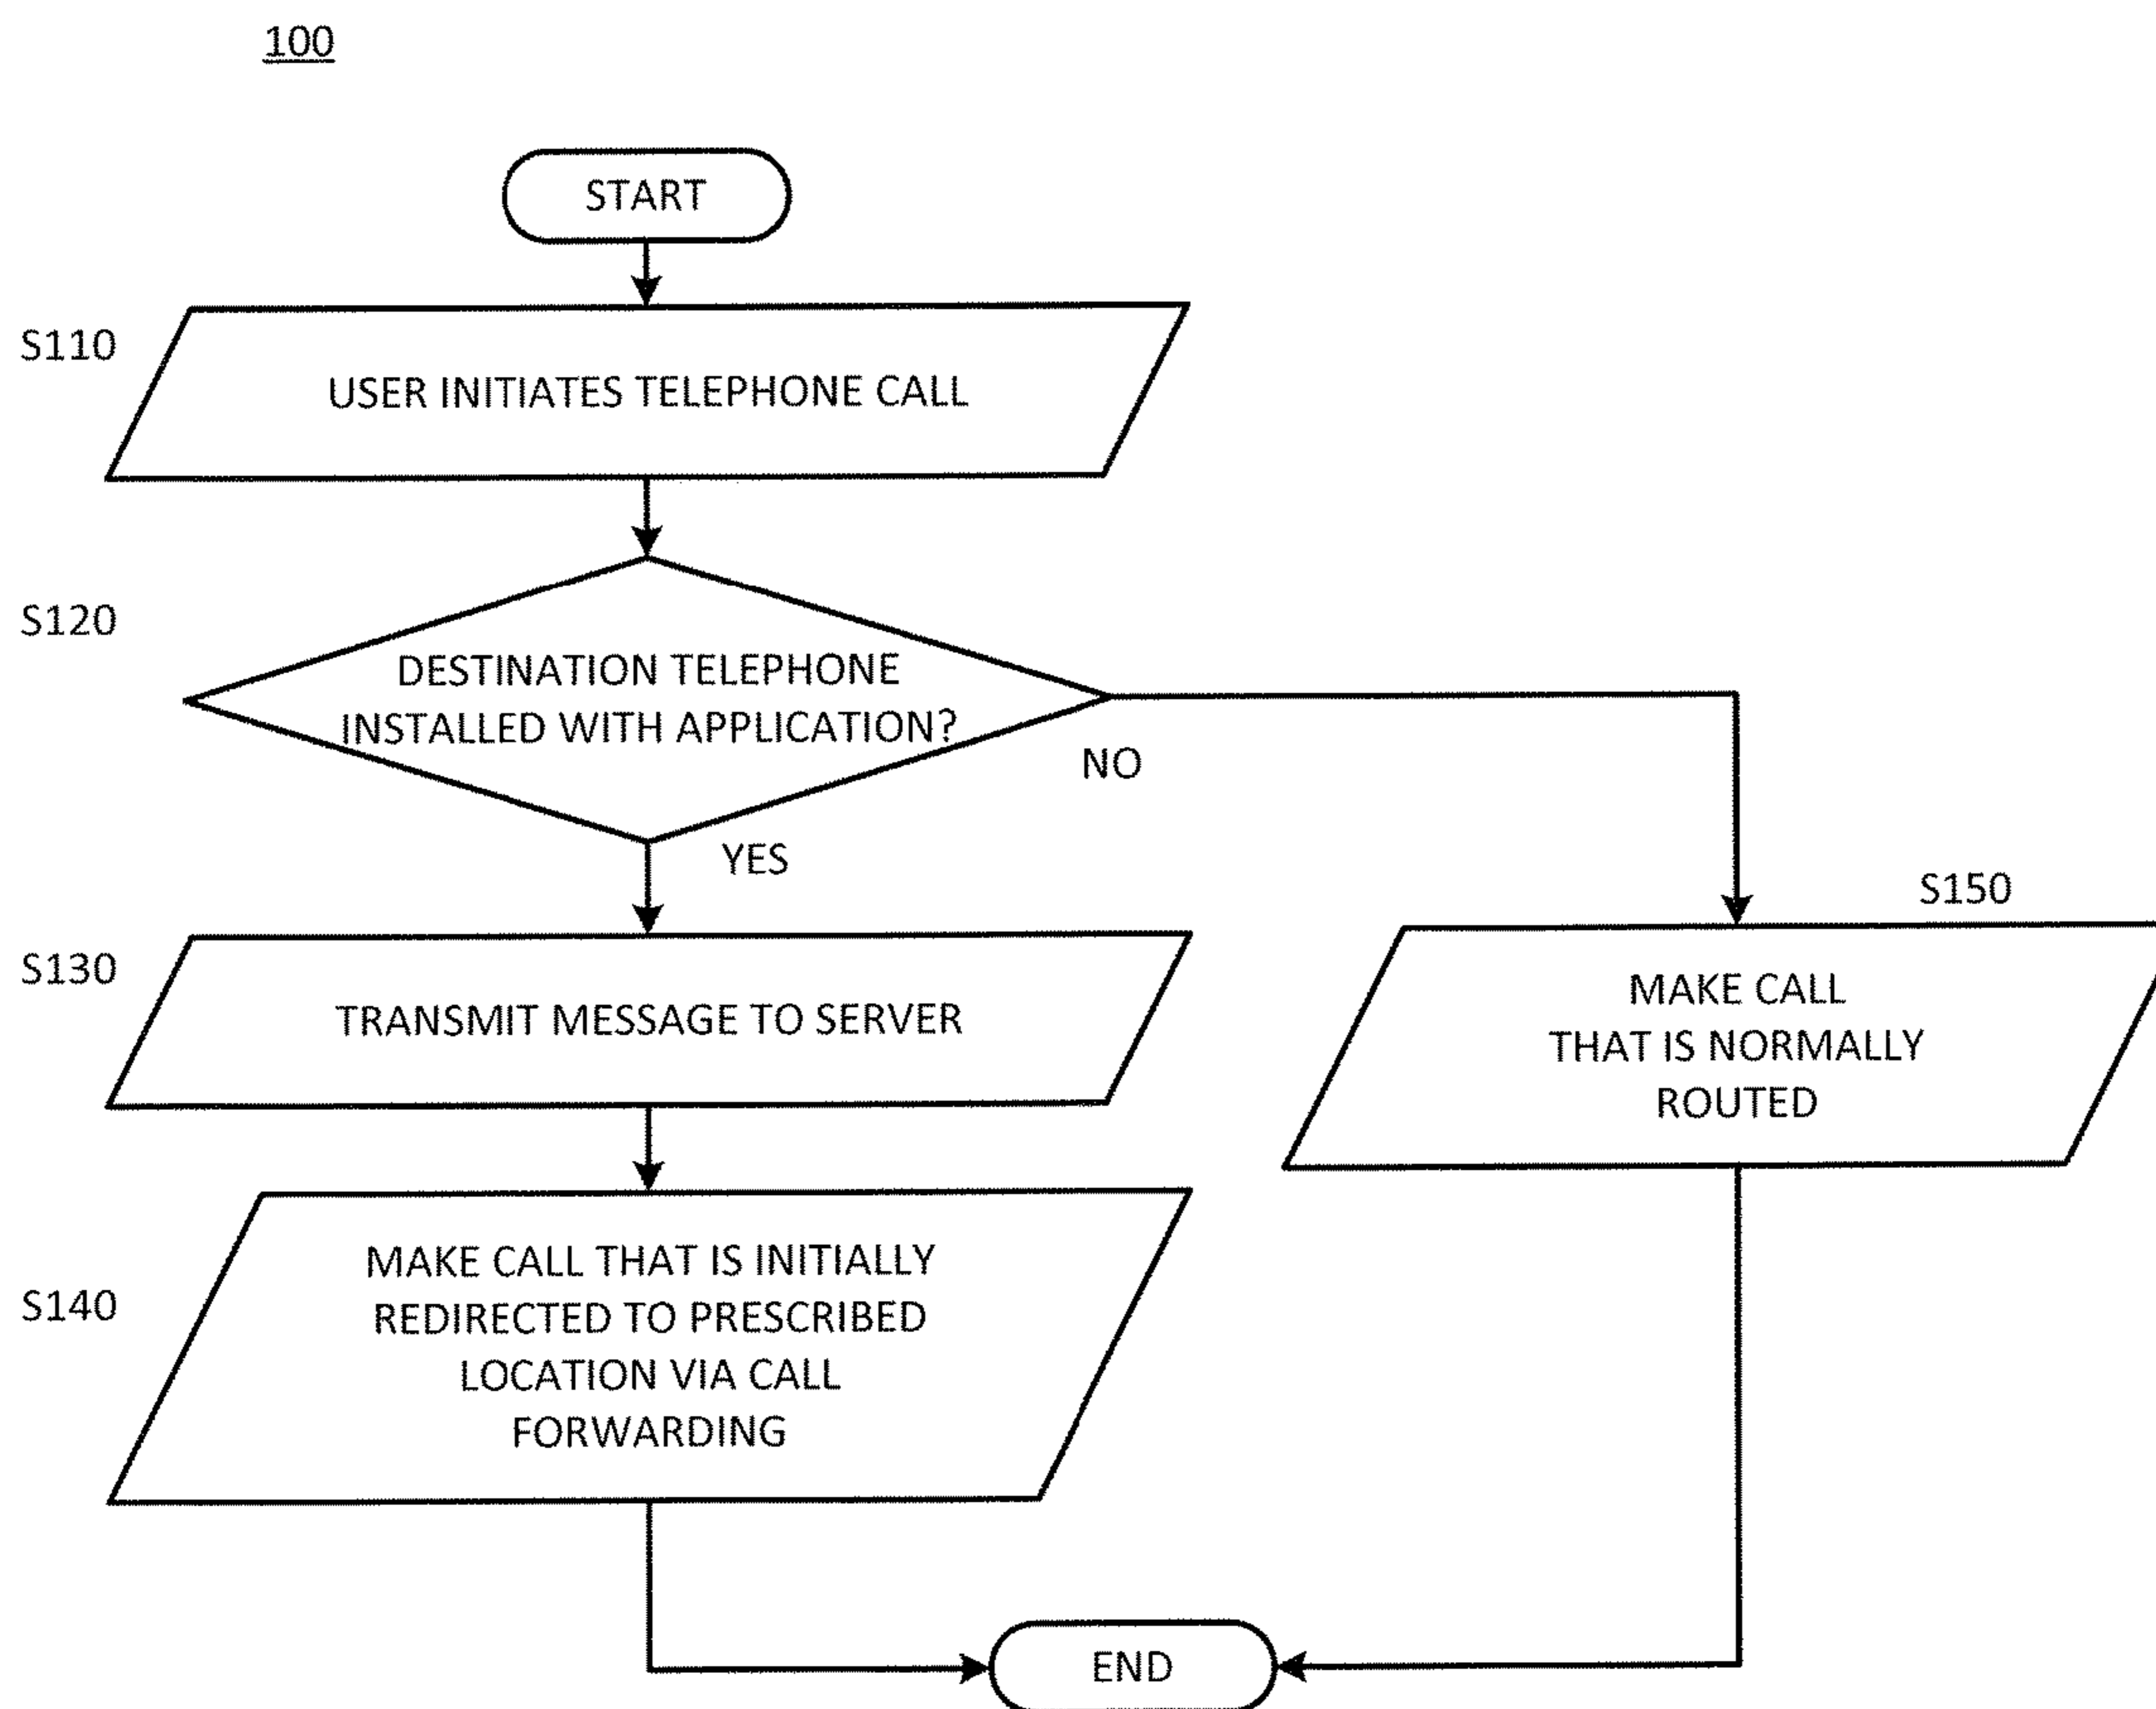 100
START
S110
USER INITIATES TELEPHONE CALL
S120
DESTINATION TELEPHONE
INSTALLED WITH APPLICATION?
NO
YES
S130
TRANSMIT MESSAGE TO SERVER
S150
MAKE CALL
THAT IS NORMALLY
ROUTED
S140
MAKE CALL THAT IS INITIALLY
REDIRECTED TO PRESCRIBED
LOCATION VIA CALL
FORWARDING
END